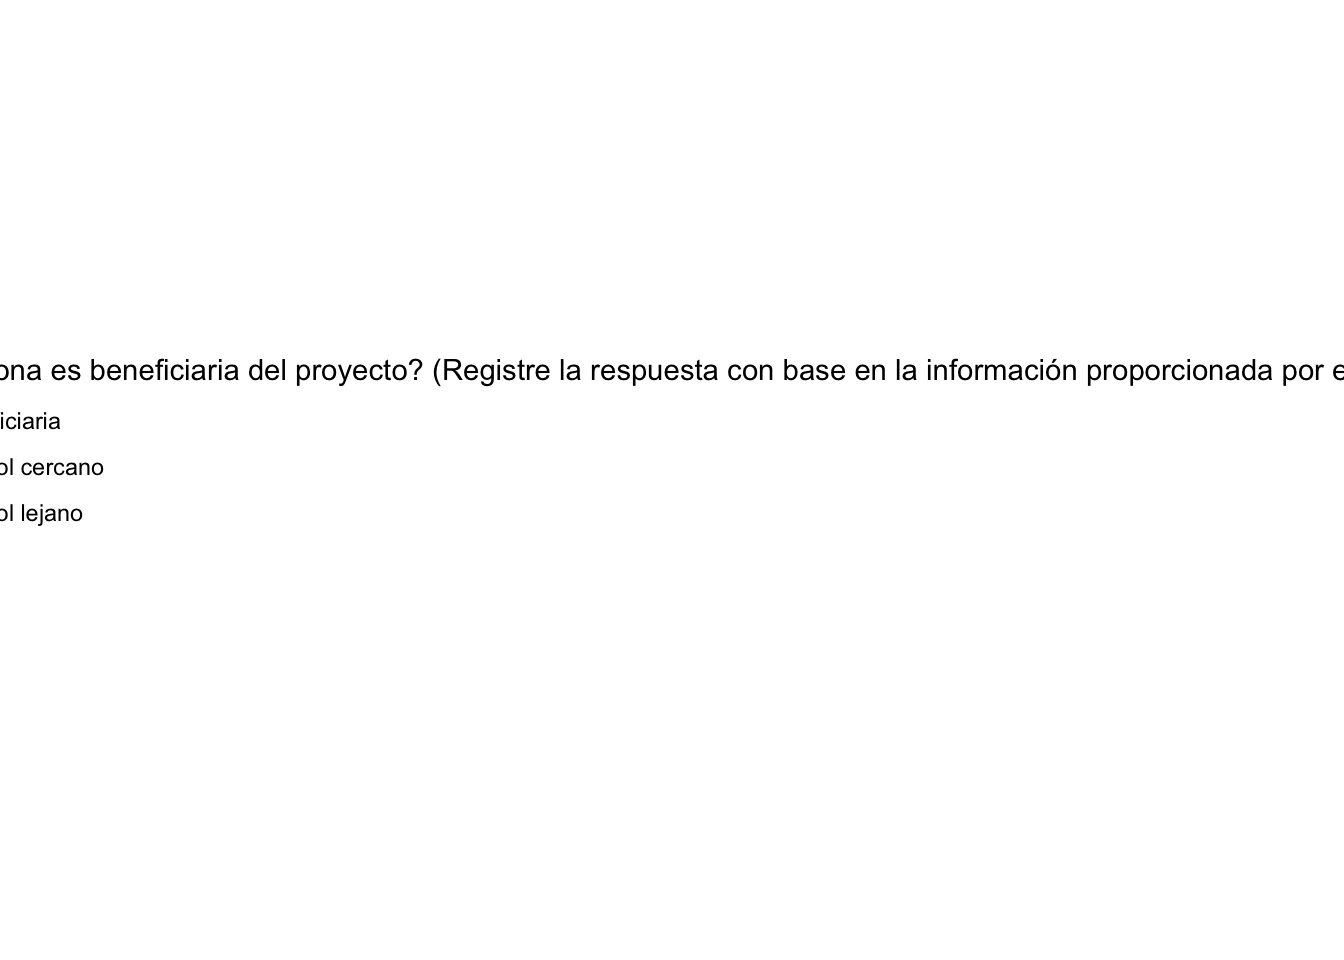 ona es beneficiaria del proyecto? (Registre la respuesta con base en la información proporcionada por e
iciaria
ol cercano
ol lejano